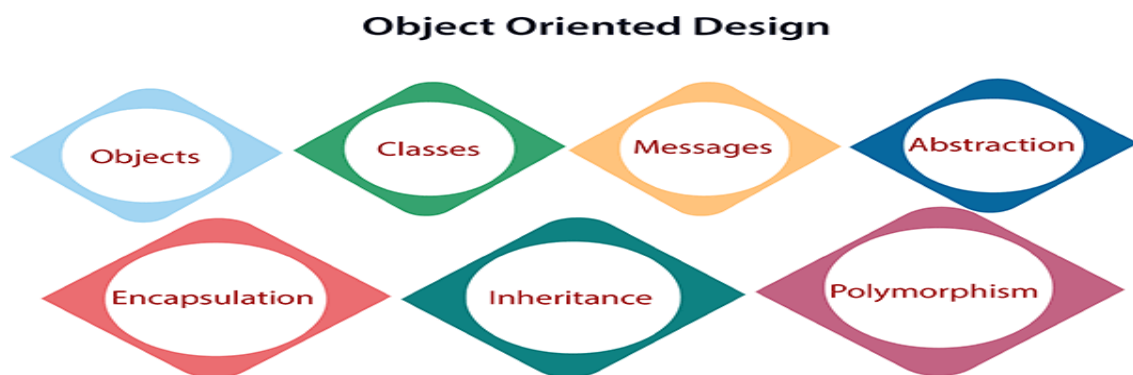 Object Oriented Design
Objects
Classes
Messages
Abstraction
Encapsulation
Inheritance
Polymorphism